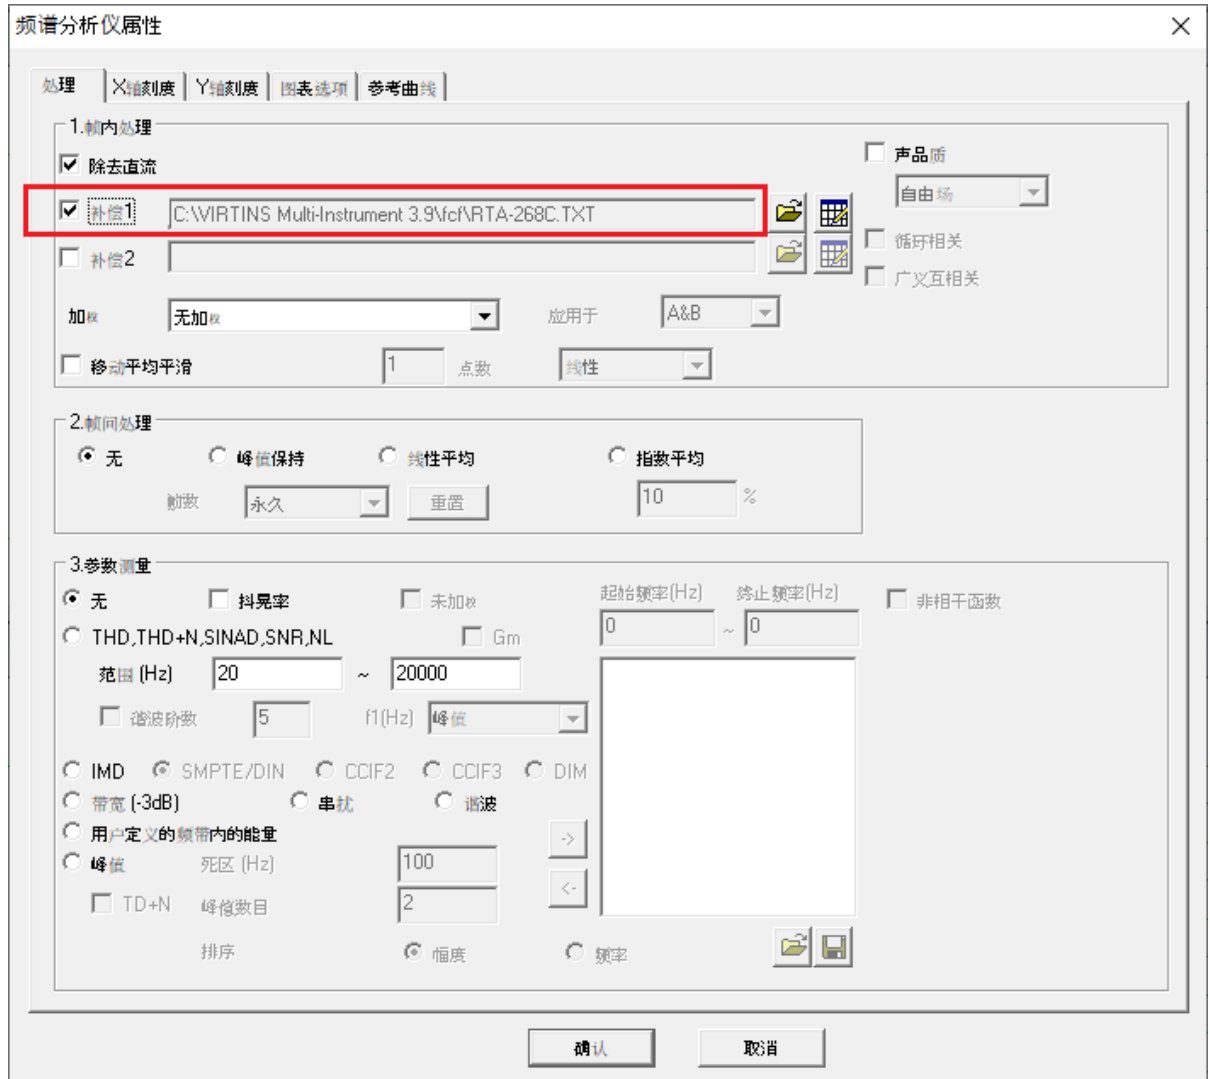 频谱分析仪属性
处理 X轴刻度 Y轴刻度 图表选项 参考曲线
1.帧内处理
除去直流 声品质
自由场
补偿1 C:\VIRTINS Multi-Instrument 3.9\fcf\RTA-268C.TXT
循环相关
补偿2
广义互相关
加权 无加权 应用于 A&B
移动平均平滑 1 点数 线性
2.帧间处理
无 峰值保持 线性平均 指数平均
帧数 永久 重置 10 %
3.参数测量
无 抖晃率 未加权 起始频率(Hz) 终止频率(Hz) 非相干函数
THD,THD+N,SINAD,SNR,NL Gm 0 ~ 0
范围 (Hz) 20 ~ 20000
谐波阶数 5 f1(Hz) 峰值
IMD SMPTE/DIN CCIF2 CCIF3 DIM
带宽 (-3dB) 串扰 谐波
用户定义的频带内的能量
->
峰值 死区 (Hz) 100
<-
TD+N 峰值数目 2
排序 幅度 频率
确认 取消